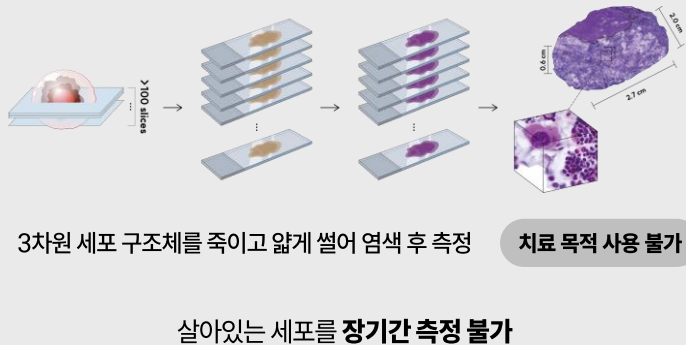 >100 slices
2.0 cm
0.6 cm
2.7 cm
3차원 세포 구조체를 죽이고 얇게 썰어 염색 후 측정
치료 목적 사용 불가
살아있는 세포를 장기간 측정 불가